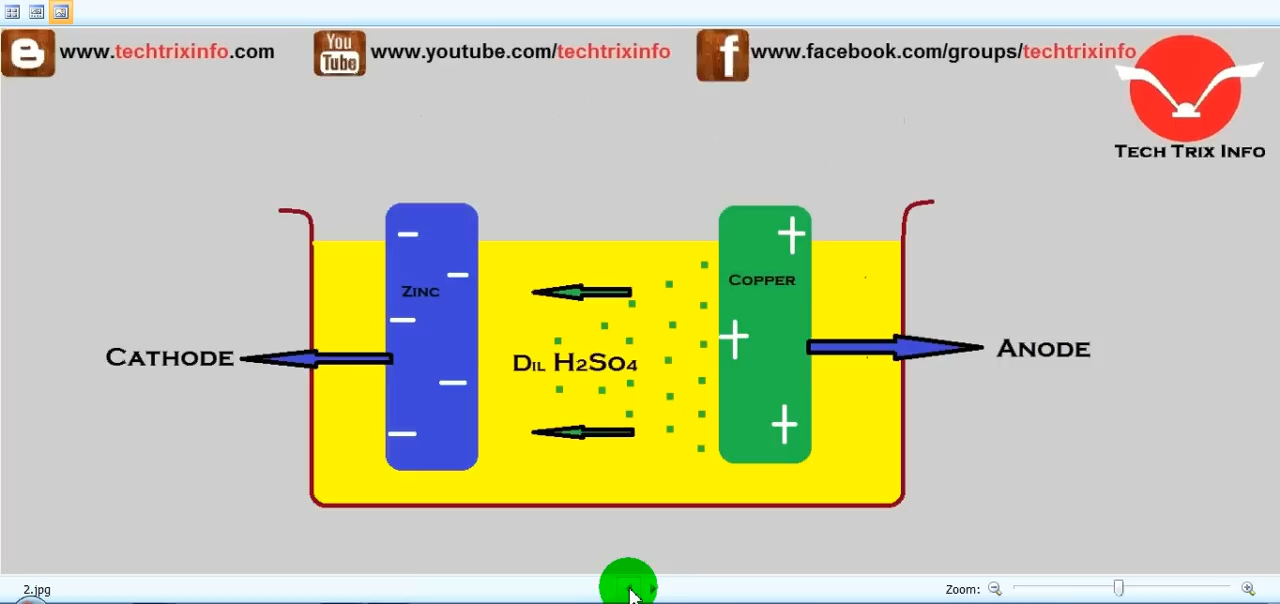 www.techtrixinfo.com
You
Tube
www.youtube.com/techtrixinfo
f
www.facebook.com/groups/techtrixinfo
Tech Trix Info
Zinc
Copper
Cathode
Dil H2So4
Anode
2.jpg
Zoom: